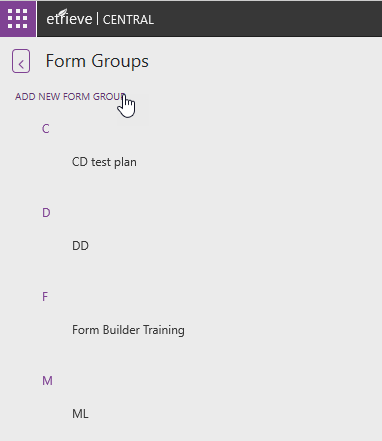 etrieve | CENTRAL
Form Groups
ADD NEW FORM GROUP
C
CD test plan
D
DD
F
Form Builder Training
M
ML